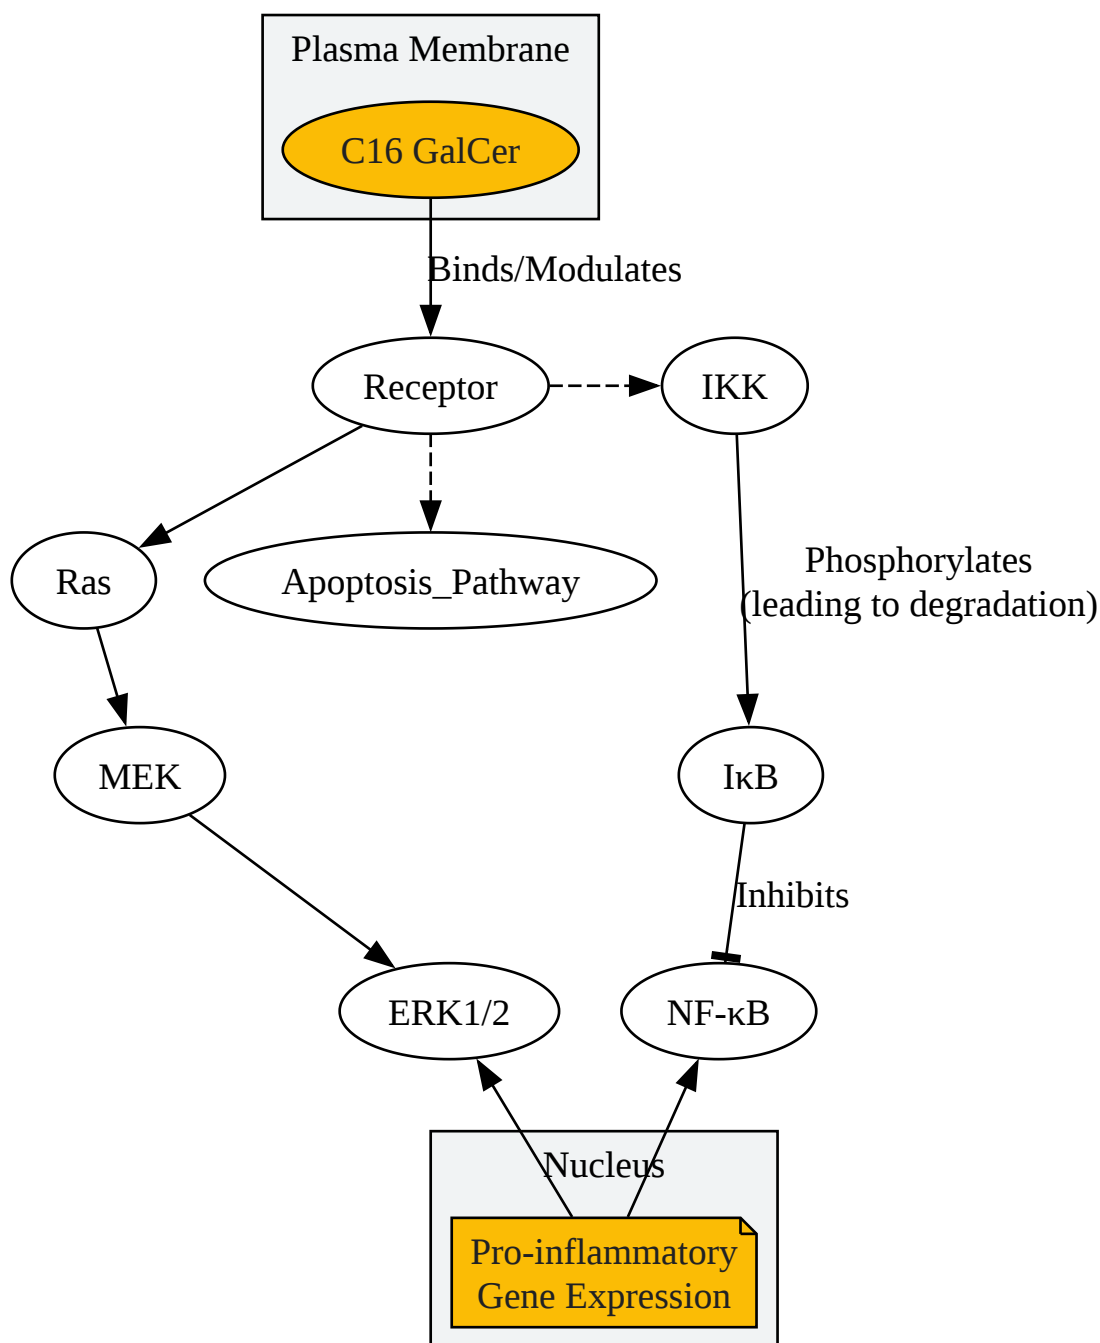 Plasma Membrane
C16 GalCer
Binds/Modulates
Receptor
IKK
Phosphorylates
(leading to degradation)
Ras
Apoptosis_Pathway
MEK
IκB
Inhibits
ERK1/2
NF-κB
Nucleus
Pro-inflammatory
Gene Expression